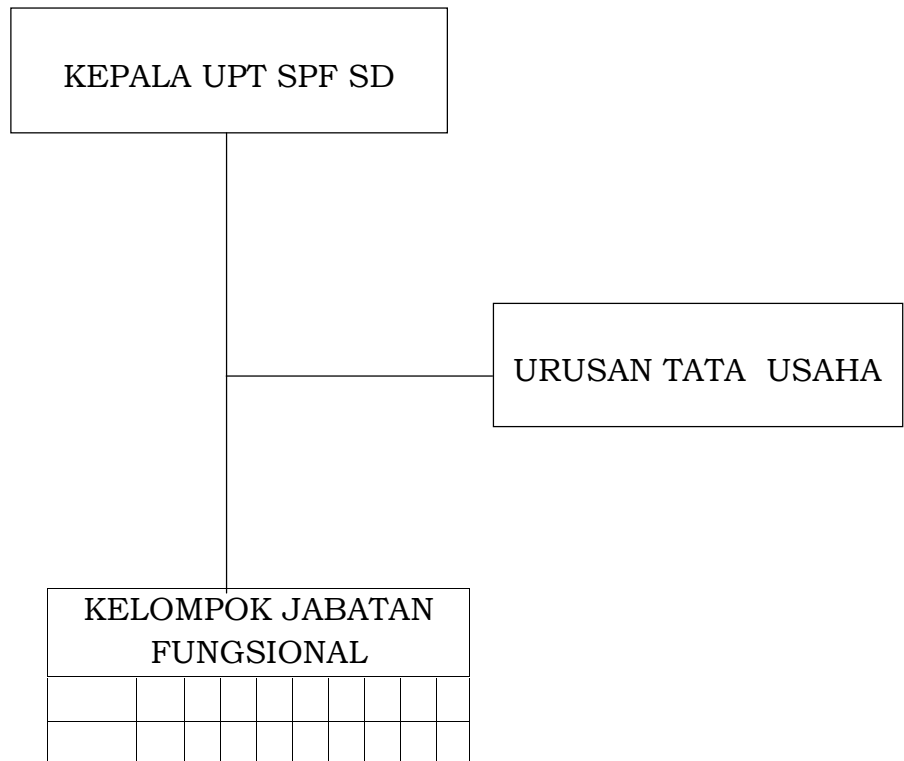 KEPALA UPT SPF SD
URUSAN TATA USAHA
KELOMPOK JABATAN
FUNGSIONAL